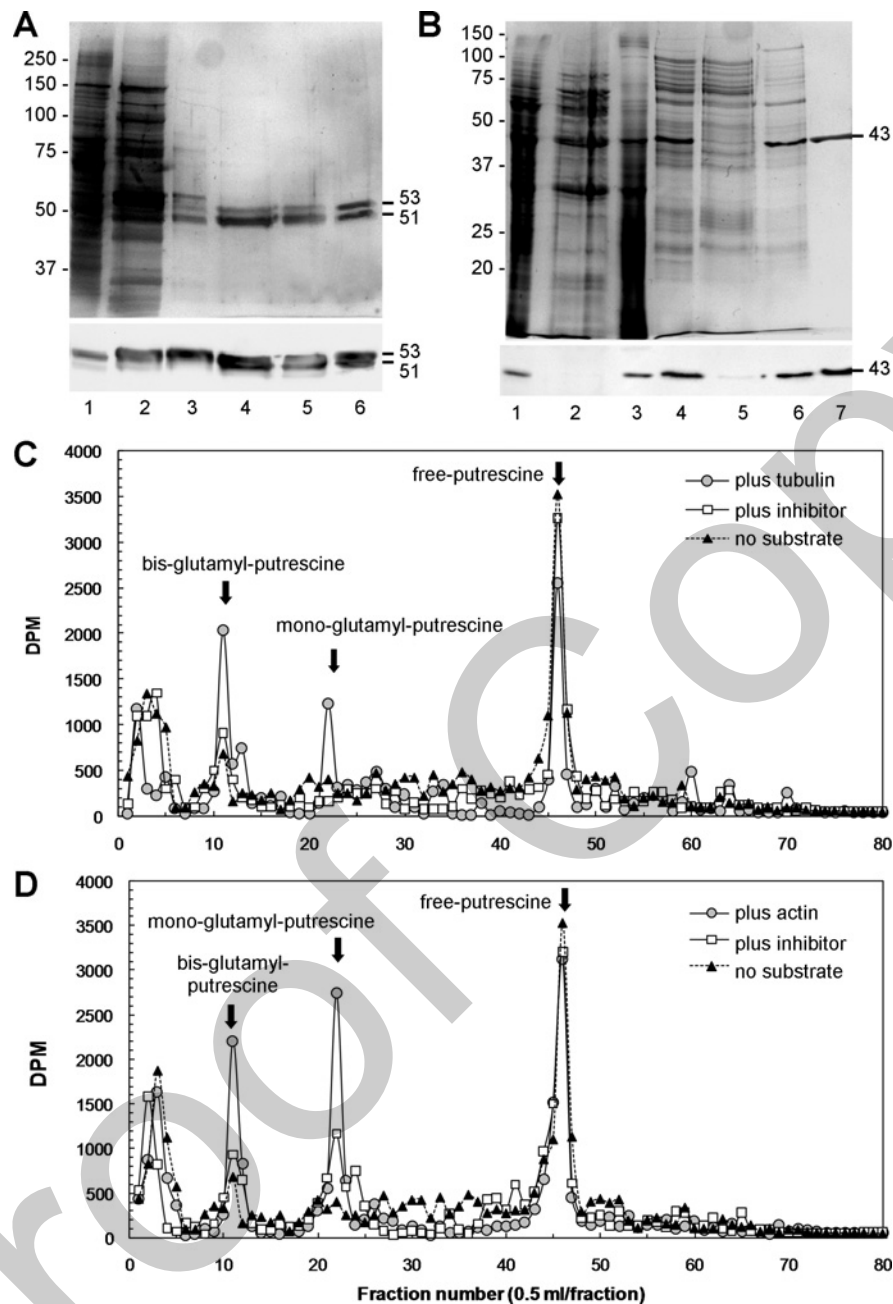 A
250
150
100
75
50
37
53
51
53
51
1 2 3 4 5 6
B
150
100
75
50
37
25
20
43
43
1 2 3 4 5 6 7
C
4000
3500
3000
2500
2000
1500
1000
500
0
DPM
bis-glutamyl-putrescine
mono-glutamyl-putrescine
free-putrescine
plus tubulin
plus inhibitor
no substrate
0 10 20 30 40 50 60 70 80
D
4000
3500
3000
2500
2000
1500
1000
500
0
DPM
mono-glutamyl-putrescine
bis-glutamyl-
putrescine
free-putrescine
plus actin
plus inhibitor
no substrate
0 10 20 30 40 50 60 70 80
Fraction number (0.5 ml/fraction)